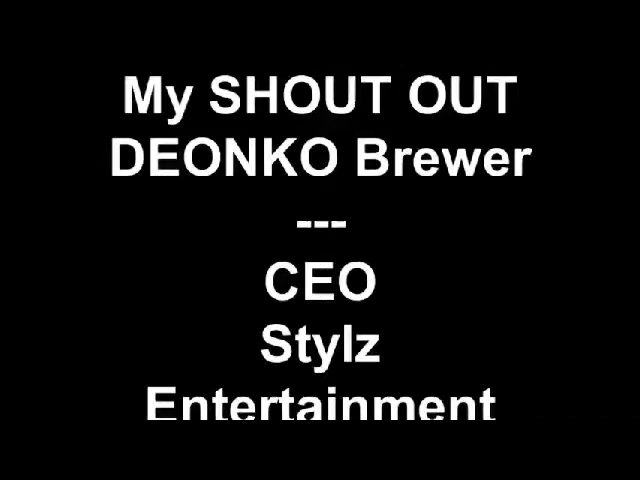 My SHOUT OUT
DEONKO Brewer
---
CEO
Stylz
Entertainment